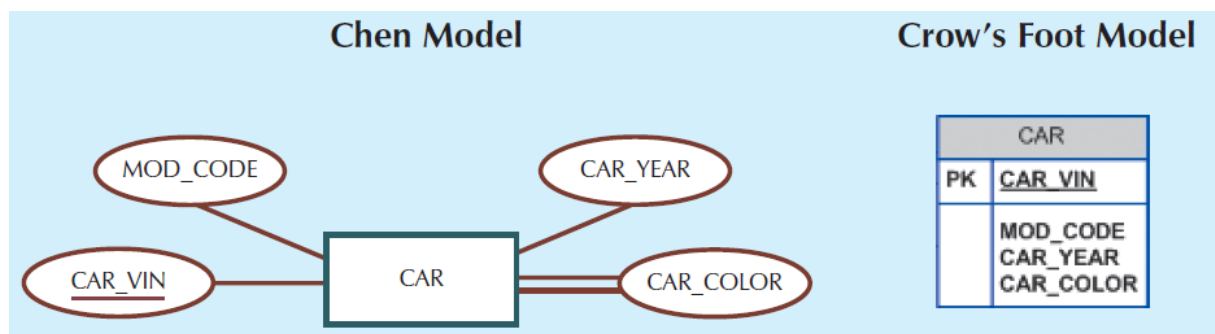 Chen Model
MOD_CODE
CAR_YEAR
CAR_VIN
CAR
CAR_COLOR
Crow's Foot Model
CAR
PK CAR_VIN
MOD_CODE
CAR_YEAR
CAR_COLOR